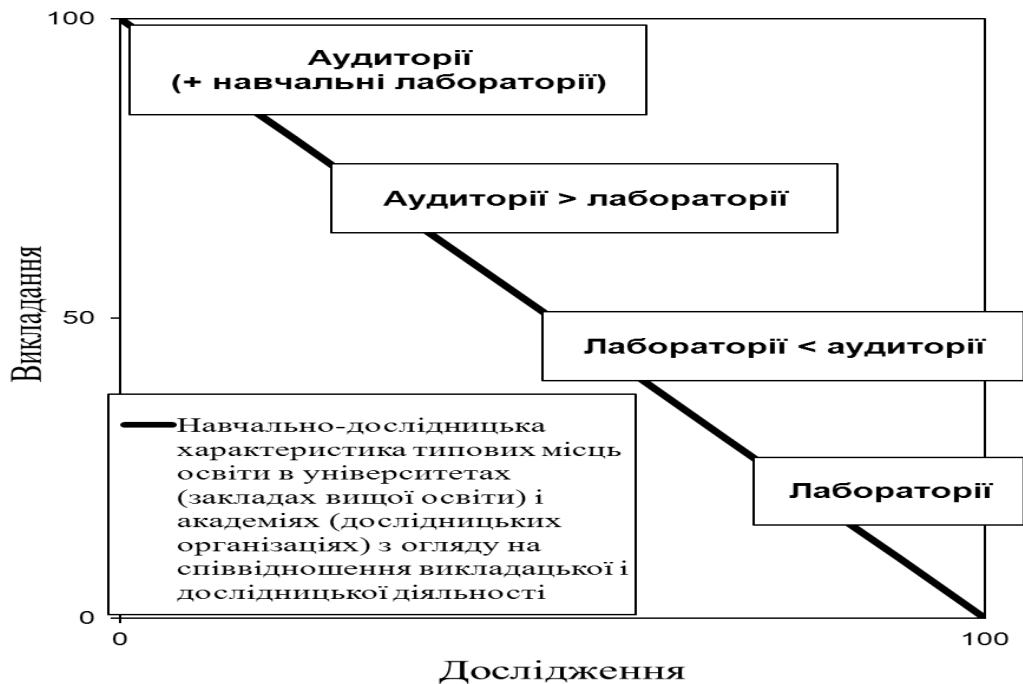 100
Аудиторії
(+ навчальні лабораторії)
Аудиторії > лабораторії
Викладання
50
Лабораторії < аудиторії
Навчально-дослідницька
характеристика типових місць
освіти в університетах
(закладах вищої освіти) і
академіях (дослідницьких
організаціях) з огляду на
співвідношення викладацької і
дослідницької діяльності
Лабораторії
0
0
100
Дослідження